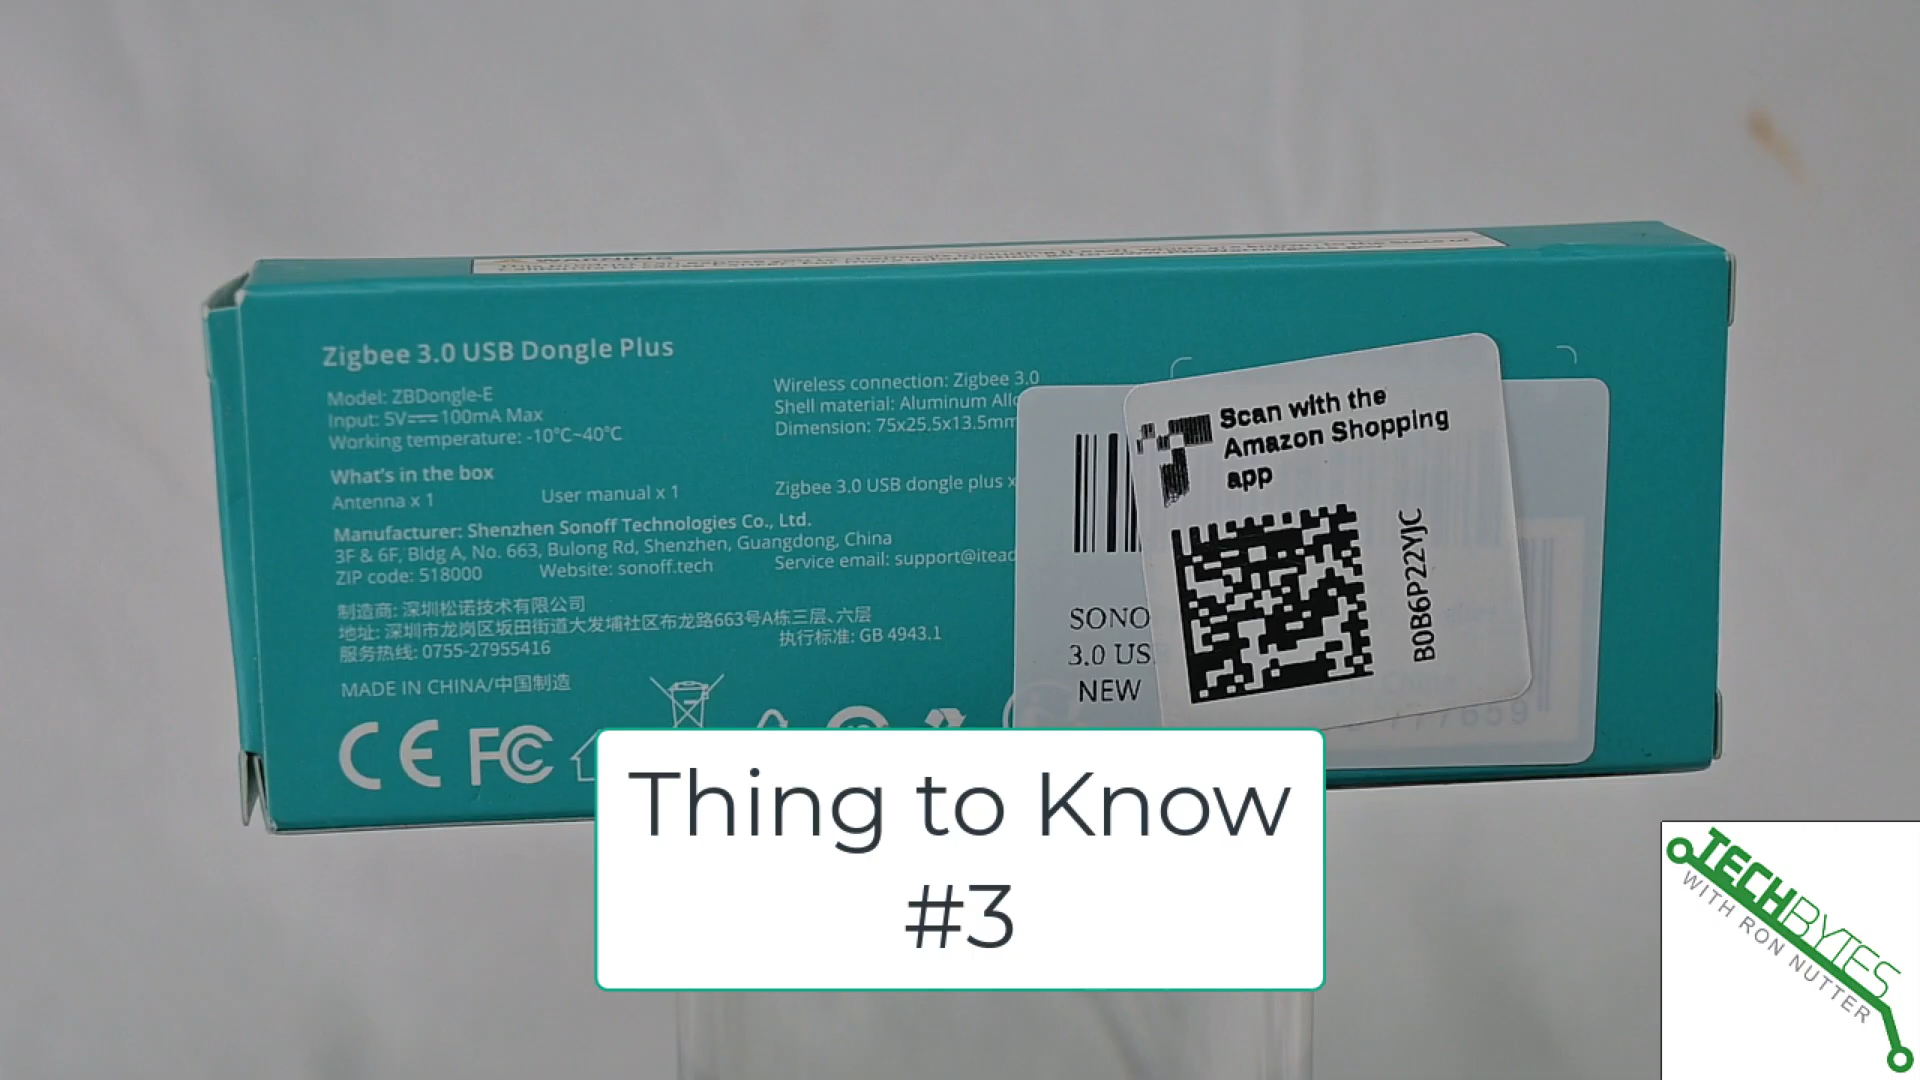 WARNING
Zigbee 3.0 USB Dongle Plus
Model: ZBDongle-E
Input: 5V⎓100mA Max
Working temperature: -10℃~40℃
Wireless connection: Zigbee 3.0
Shell material: Aluminum Allo
Dimension: 75x25.5x13.5mm
What's in the box
Antenna x 1 User manual x 1 Zigbee 3.0 USB dongle plus x
Manufacturer: Shenzhen Sonoff Technologies Co., Ltd.
3F & 6F, Bldg A, No. 663, Bulong Rd, Shenzhen, Guangdong, China
ZIP code: 518000 Website: sonoff.tech Service email: support@itead
制造商: 深圳松诺技术有限公司
地址: 深圳市龙岗区坂田街道大发埔社区布龙路663号A栋三层、六层
服务热线: 0755-27955416 执行标准: GB 4943.1
MADE IN CHINA/中国制造
CE FC
SONO
3.0 US
NEW
Scan with the
Amazon Shopping
app
B0B6P22YJC
Thing to Know
#3
TECHBYTES
WITH RON NUTTER